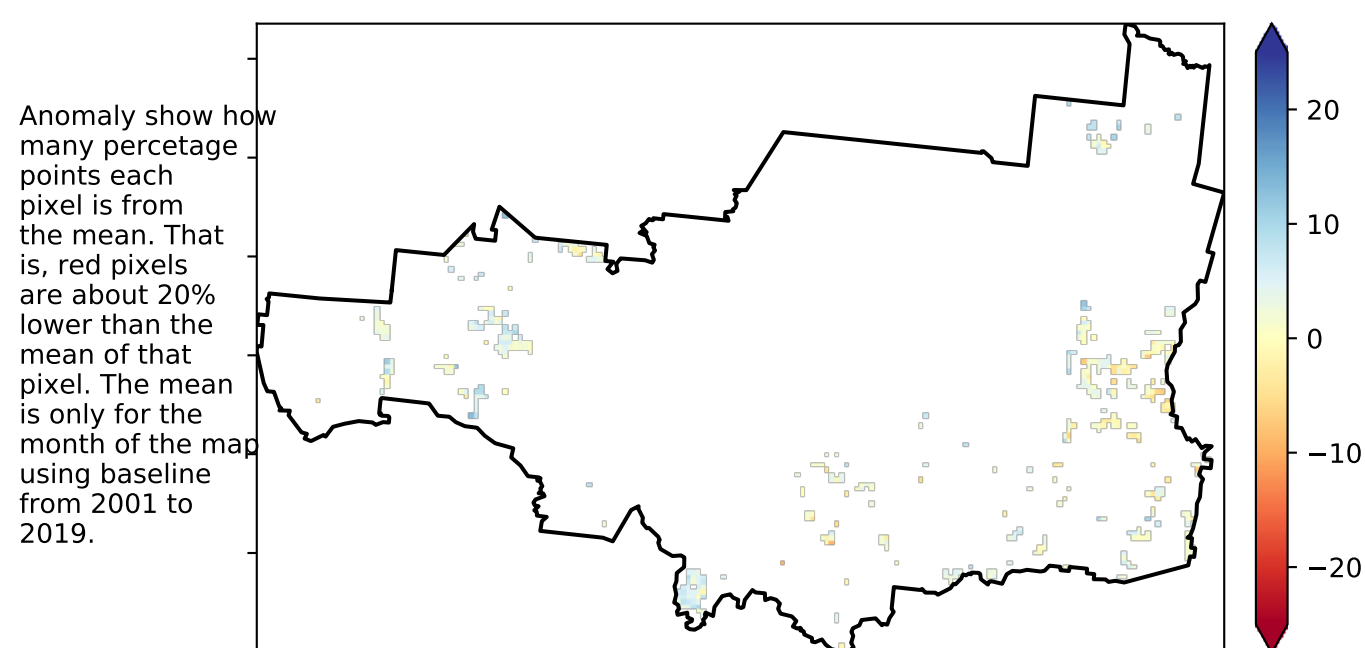 Anomaly show how
many percetage
points each
pixel is from
the mean. That
is, red pixels
are about 20%
lower than the
mean of that
pixel. The mean
is only for the
month of the map
using baseline
from 2001 to
2019.
20
10
0
−10
−20